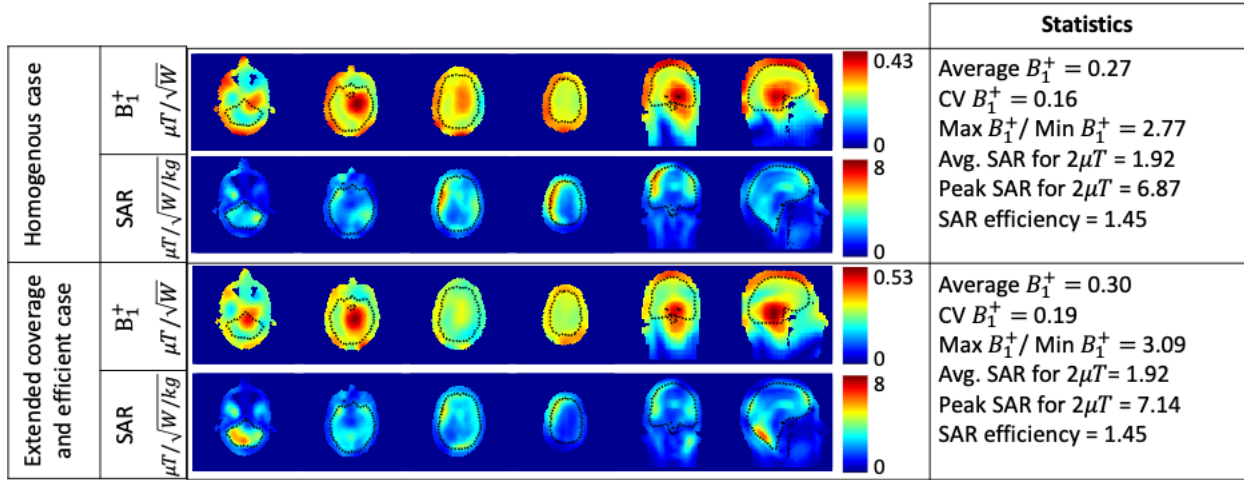 Statistics
Homogenous case
B₁⁺
μT/√W
0.43
0
SAR
μT/√W/kg
8
0
Average B₁⁺ = 0.27
CV B₁⁺ = 0.16
Max B₁⁺/ Min B₁⁺ = 2.77
Avg. SAR for 2μT = 1.92
Peak SAR for 2μT = 6.87
SAR efficiency = 1.45
Extended coverage
and efficient case
B₁⁺
μT/√W
0.53
0
SAR
μT/√W/kg
8
0
Average B₁⁺ = 0.30
CV B₁⁺ = 0.19
Max B₁⁺/ Min B₁⁺ = 3.09
Avg. SAR for 2μT= 1.92
Peak SAR for 2μT = 7.14
SAR efficiency = 1.45